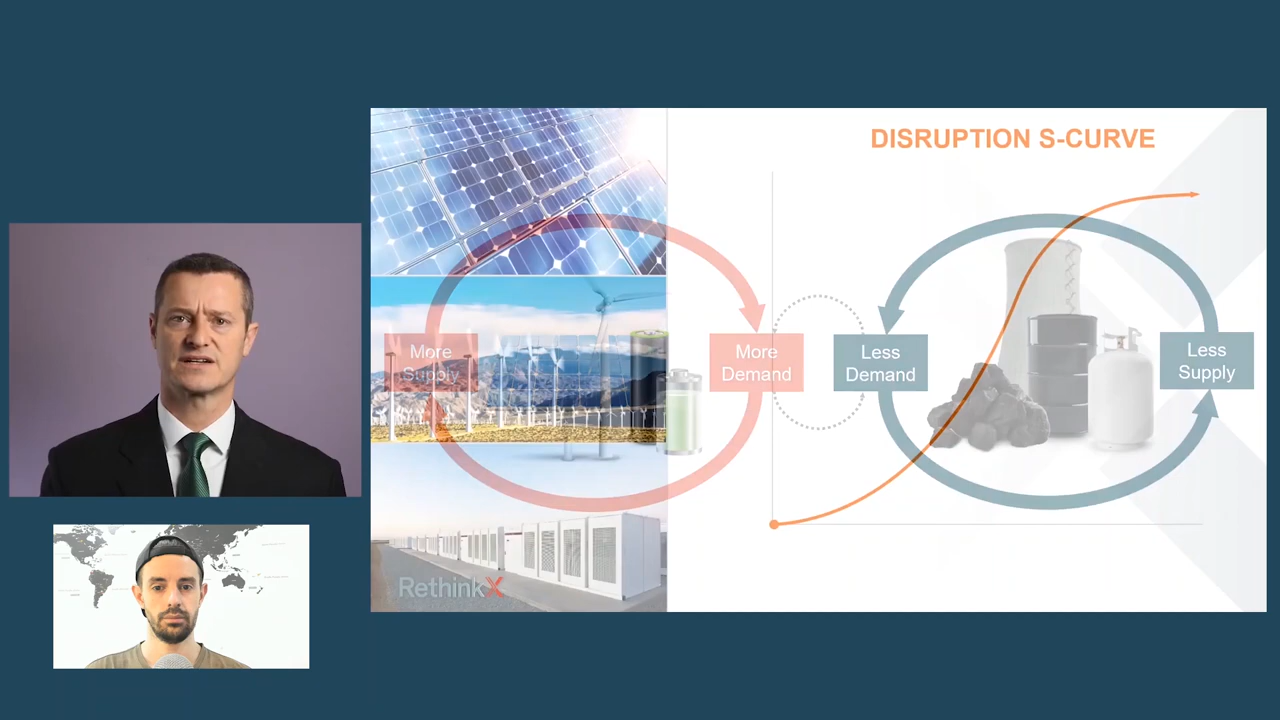 DISRUPTION S-CURVE
More
Supply
More
Demand
Less
Demand
Less
Supply
RethinkX